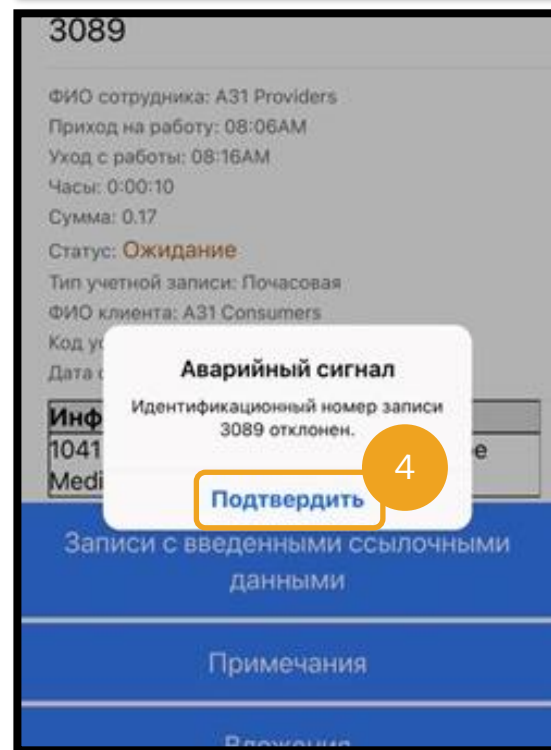 3089
ФИО сотрудника: A31 Providers
Приход на работу: 08:06AM
Уход с работы: 08:16AM
Часы: 0:00:10
Сумма: 0.17
Статус: Ожидание
Тип учетной записи: Почасовая
ФИО клиента: A31 Consumers
Код
Дата
Аварийный сигнал
Идентификационный номер записи
3089 отклонен.
1041
4
Подтвердить
Записи с введенными ссылочными
данными
Примечания